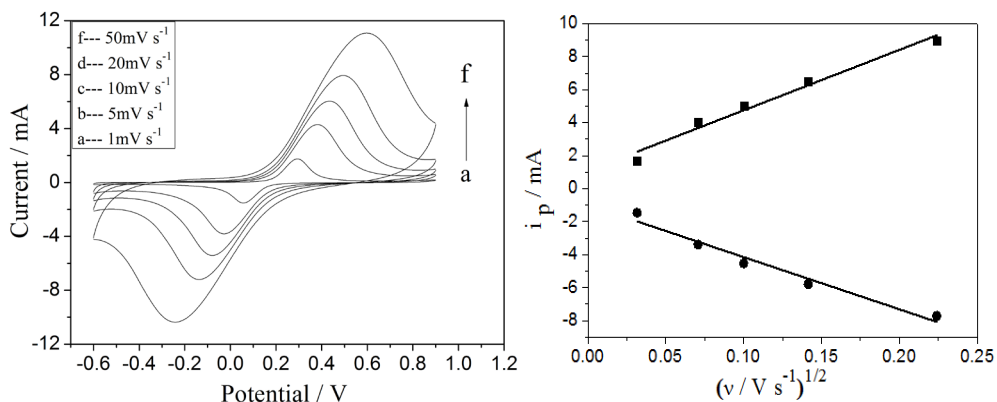 12
8
4
0
-4
-8
-12
Current / mA
f--- 50mV s⁻¹
d--- 20mV s⁻¹
c--- 10mV s⁻¹
b--- 5mV s⁻¹
a--- 1mV s⁻¹
f
a
-0.6 -0.4 -0.2 0.0 0.2 0.4 0.6 0.8 1.0 1.2
Potential / V
10
8
6
4
2
0
-2
-4
-6
-8
i p / mA
0.00 0.05 0.10 0.15 0.20 0.25
(ν / V s⁻¹)¹/²